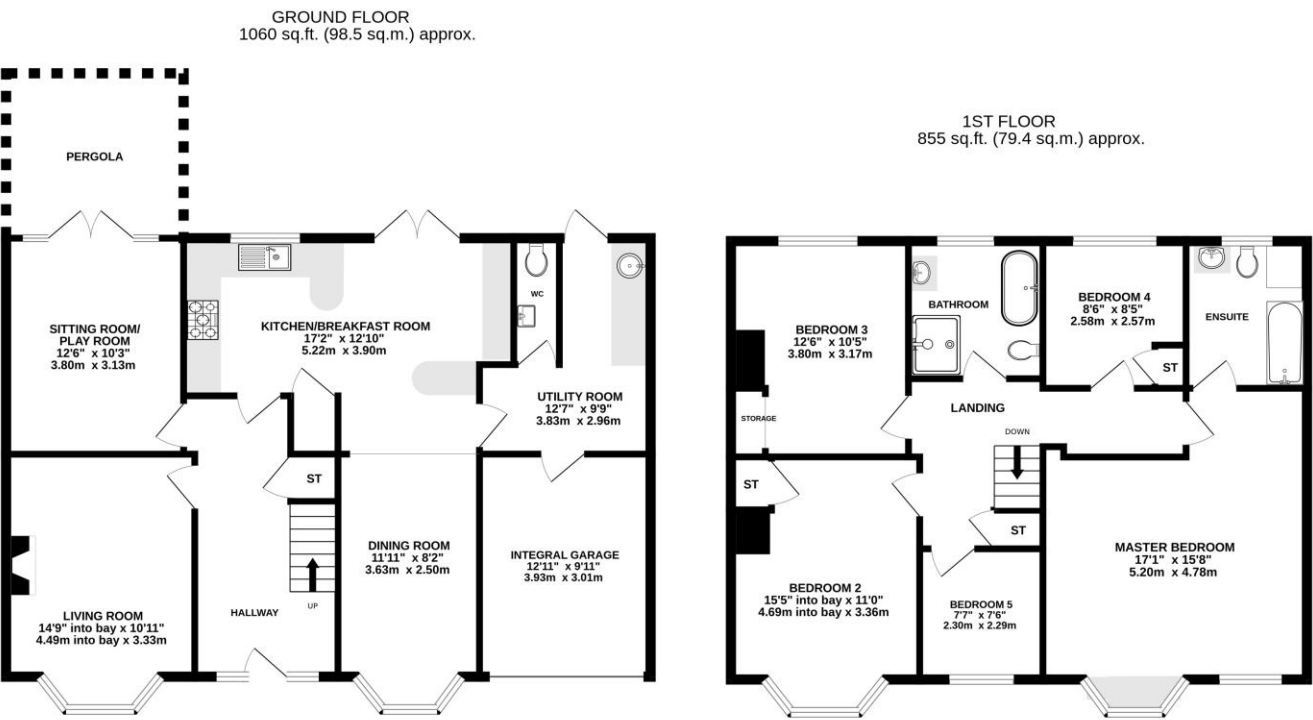 GROUND FLOOR
1060 sq.ft. (98.5 sq.m.) approx.
PERGOLA
SITTING ROOM/
PLAY ROOM
12'6" x 10'3"
3.80m x 3.13m
KITCHEN/BREAKFAST ROOM
17'2" x 12'10"
5.22m x 3.90m
WC
UTILITY ROOM
12'7" x 9'9"
3.83m x 2.96m
ST
LIVING ROOM
14'9" into bay x 10'11"
4.49m into bay x 3.33m
HALLWAY
UP
DINING ROOM
11'11" x 8'2"
3.63m x 2.50m
INTEGRAL GARAGE
12'11" x 9'11"
3.93m x 3.01m
1ST FLOOR
855 sq.ft. (79.4 sq.m.) approx.
BEDROOM 3
12'6" x 10'5"
3.80m x 3.17m
STORAGE
BATHROOM
BEDROOM 4
8'6" x 8'5"
2.58m x 2.57m
ST
ENSUITE
LANDING
DOWN
ST
BEDROOM 2
15'5" into bay x 11'0"
4.69m into bay x 3.36m
ST
BEDROOM 5
7'7" x 7'6"
2.30m x 2.29m
MASTER BEDROOM
17'1" x 15'8"
5.20m x 4.78m